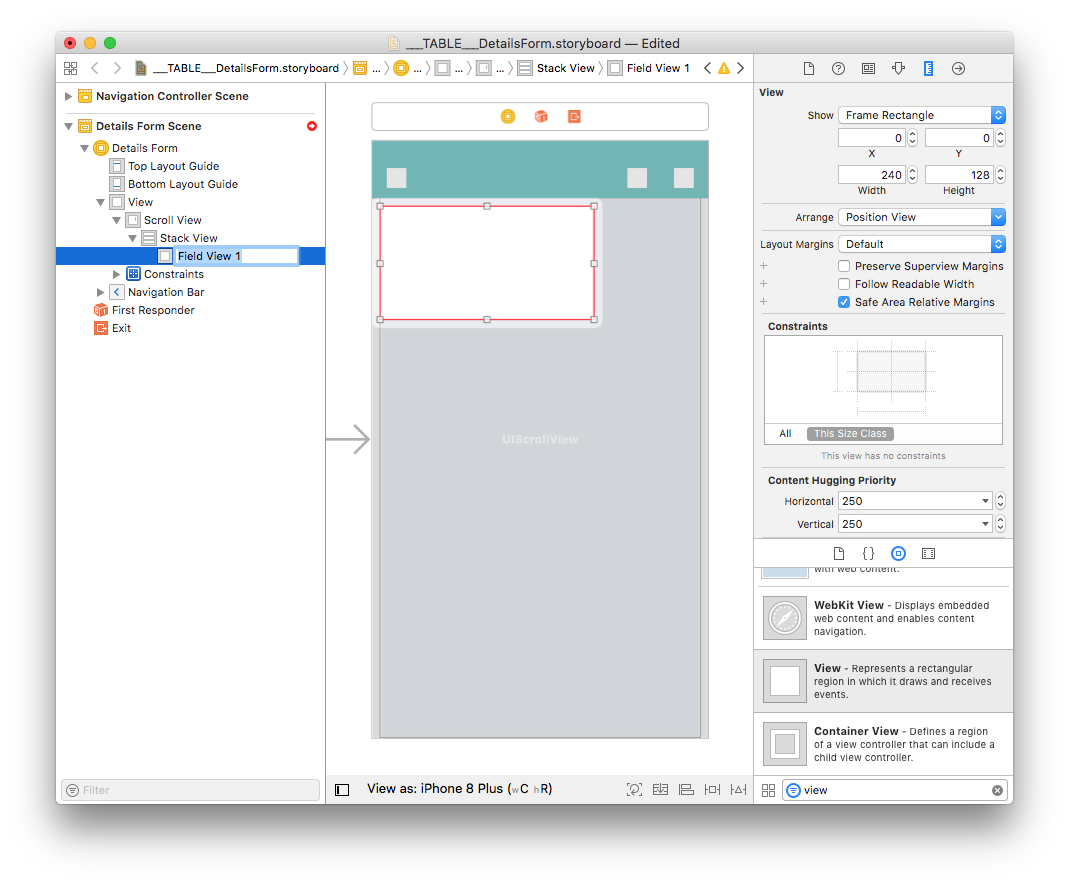 ___TABLE___DetailsForm.storyboard — Edited
___TABLE___DetailsForm.storyboard
...
...
...
...
Stack View
Field View 1
Navigation Controller Scene
Details Form Scene
Details Form
Top Layout Guide
Bottom Layout Guide
View
Scroll View
Stack View
Field View 1
Constraints
Navigation Bar
First Responder
Exit
Filter
UIScrollView
View as: iPhone 8 Plus (wC hR)
View
Show Frame Rectangle
0 0
X Y
240 128
Width Height
Arrange Position View
Layout Margins Default
Preserve Superview Margins
Follow Readable Width
Safe Area Relative Margins
Constraints
All This Size Class
This view has no constraints
Content Hugging Priority
Horizontal 250
Vertical 250
with web content.
WebKit View - Displays embedded
web content and enables content
navigation.
View - Represents a rectangular
region in which it draws and receives
events.
Container View - Defines a region
of a view controller that can include a
child view controller.
view